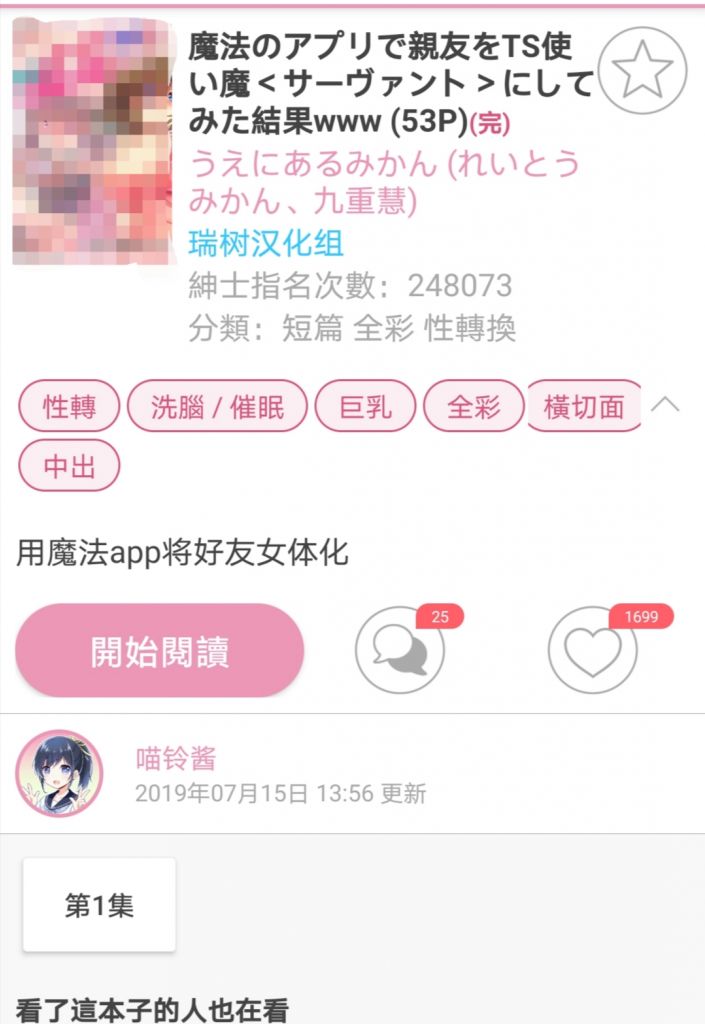 魔法のアプリで親友をTS使
い魔＜サーヴァント＞にして
みた結果www (53P)(完)
うえにあるみかん (れいとう
みかん、九重慧)
瑞树汉化组
紳士指名次數：248073
分類：短篇 全彩 性轉換
性轉 洗腦 / 催眠 巨乳 全彩 橫切面
中出
用魔法app将好友女体化
開始閱讀 25 1699
喵铃酱
2019年07月15日 13:56 更新
第1集
看了這本子的人也在看